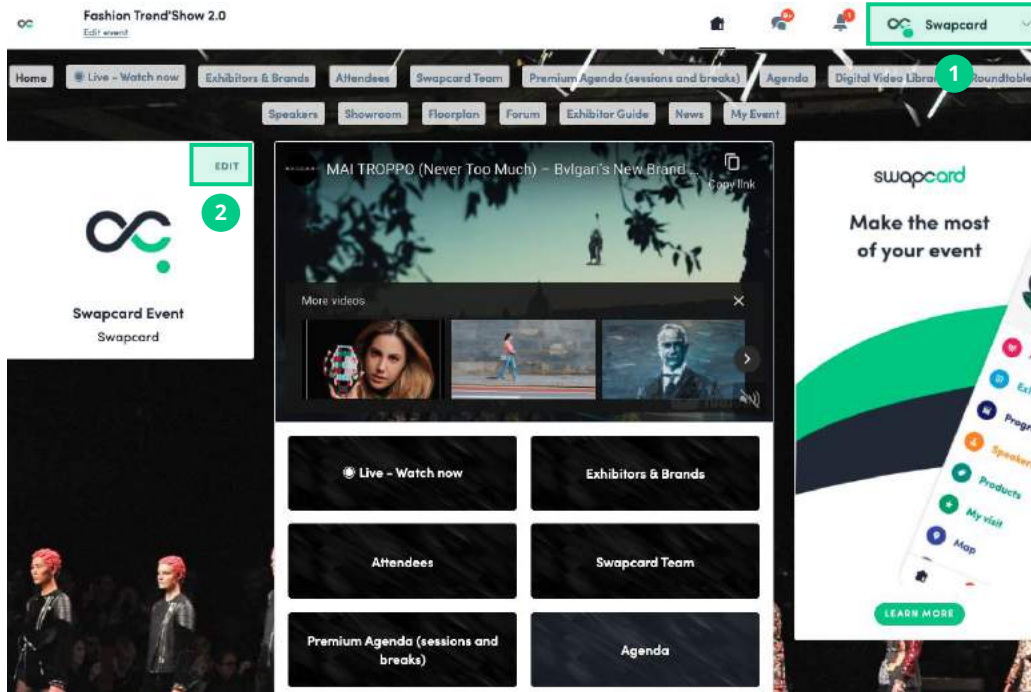 Fashion Trend'Show 2.0
Edit event
9+
1
Swapcard
Home
Live - Watch now
Exhibitors & Brands
Attendees
Swapcard Team
Premium Agenda (sessions and breaks)
Agenda
Digital Video
1
Roundtable
Speakers
Showroom
Floorplan
Forum
Exhibitor Guide
News
My Event
EDIT
2
Swapcard Event
Swapcard
MAI TROPPO (Never Too Much) – Bvlgari's New Brand ...
Copy link
More videos
Live - Watch now
Exhibitors & Brands
Attendees
Swapcard Team
Premium Agenda (sessions and
breaks)
Agenda
swapcard
Make the most
of your event
Speaker
Products
My visit
Map
LEARN MORE